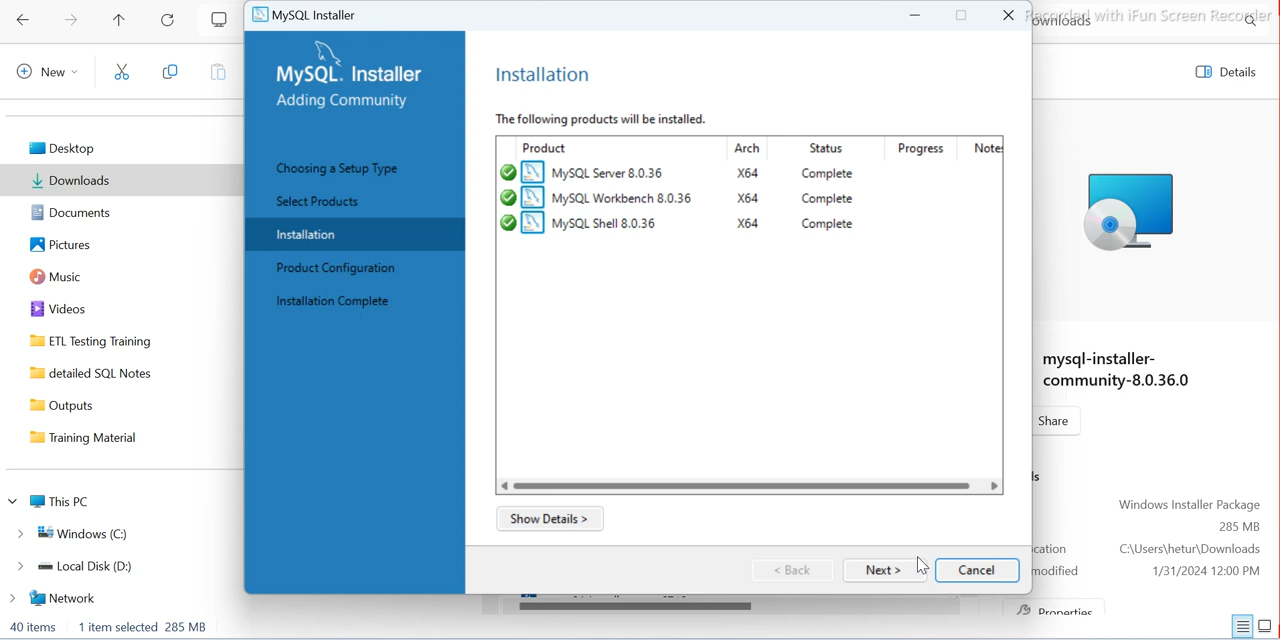 MySQL Installer
Recorded with iFun Screen Recorder
ownloads
New
Details
MySQL. Installer
Adding Community
Choosing a Setup Type
Select Products
Installation
Product Configuration
Installation Complete
Installation
The following products will be installed.
Product Arch Status Progress Notes
MySQL Server 8.0.36 X64 Complete
MySQL Workbench 8.0.36 X64 Complete
MySQL Shell 8.0.36 X64 Complete
Show Details >
< Back Next > Cancel
Desktop
Downloads
Documents
Pictures
Music
Videos
ETL Testing Training
detailed SQL Notes
Outputs
Training Material
This PC
Windows (C:)
Local Disk (D:)
Network
40 items 1 item selected 285 MB
mysql-installer-
community-8.0.36.0
Share
ls
Windows Installer Package
285 MB
cation C:\Users\hetur\Downloads
modified 1/31/2024 12:00 PM
Properties